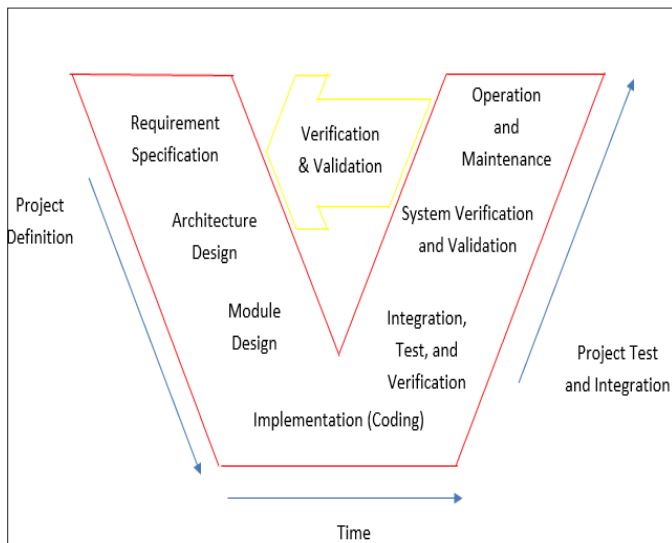 Requirement
Specification
Verification
& Validation
Operation
and
Maintenance
Project
Definition
Architecture
Design
System Verification
and Validation
Module
Design
Integration,
Test, and
Verification
Project Test
and Integration
Implementation (Coding)
Time